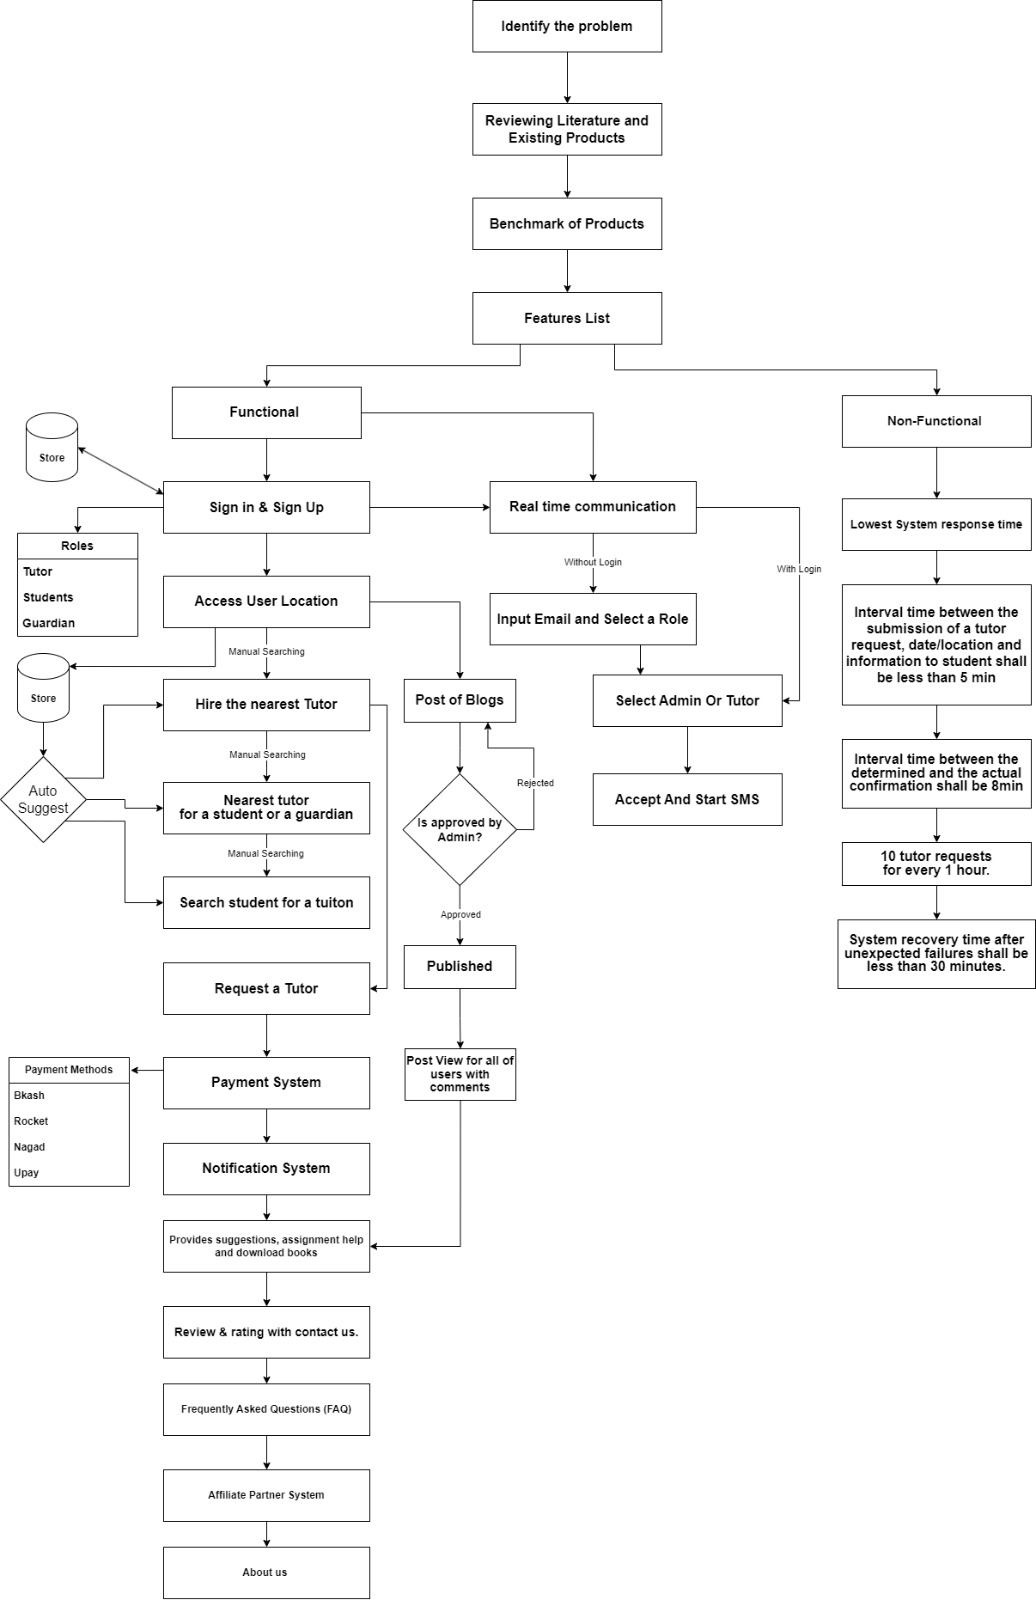 Identify the problem
Reviewing Literature and
Existing Products
Benchmark of Products
Features List
Functional
Non-Functional
Store
Sign in & Sign Up
Real time communication
Lowest System response time
Roles
Tutor
Students
Guardian
Without Login
With Login
Access User Location
Input Email and Select a Role
Interval time between the
submission of a tutor
request, date/location and
information to student shall
be less than 5 min
Manual Searching
Store
Hire the nearest Tutor
Post of Blogs
Select Admin Or Tutor
Manual Searching
Rejected
Interval time between the
determined and the actual
confirmation shall be 8min
Auto
Suggest
Nearest tutor
for a student or a guardian
Is approved by
Admin?
Accept And Start SMS
Manual Searching
10 tutor requests
for every 1 hour.
Search student for a tuiton
Approved
System recovery time after
unexpected failures shall be
less than 30 minutes.
Published
Request a Tutor
Post View for all of
users with
comments
Payment Methods
Bkash
Rocket
Nagad
Upay
Payment System
Notification System
Provides suggestions, assignment help
and download books
Review & rating with contact us.
Frequently Asked Questions (FAQ)
Affiliate Partner System
About us